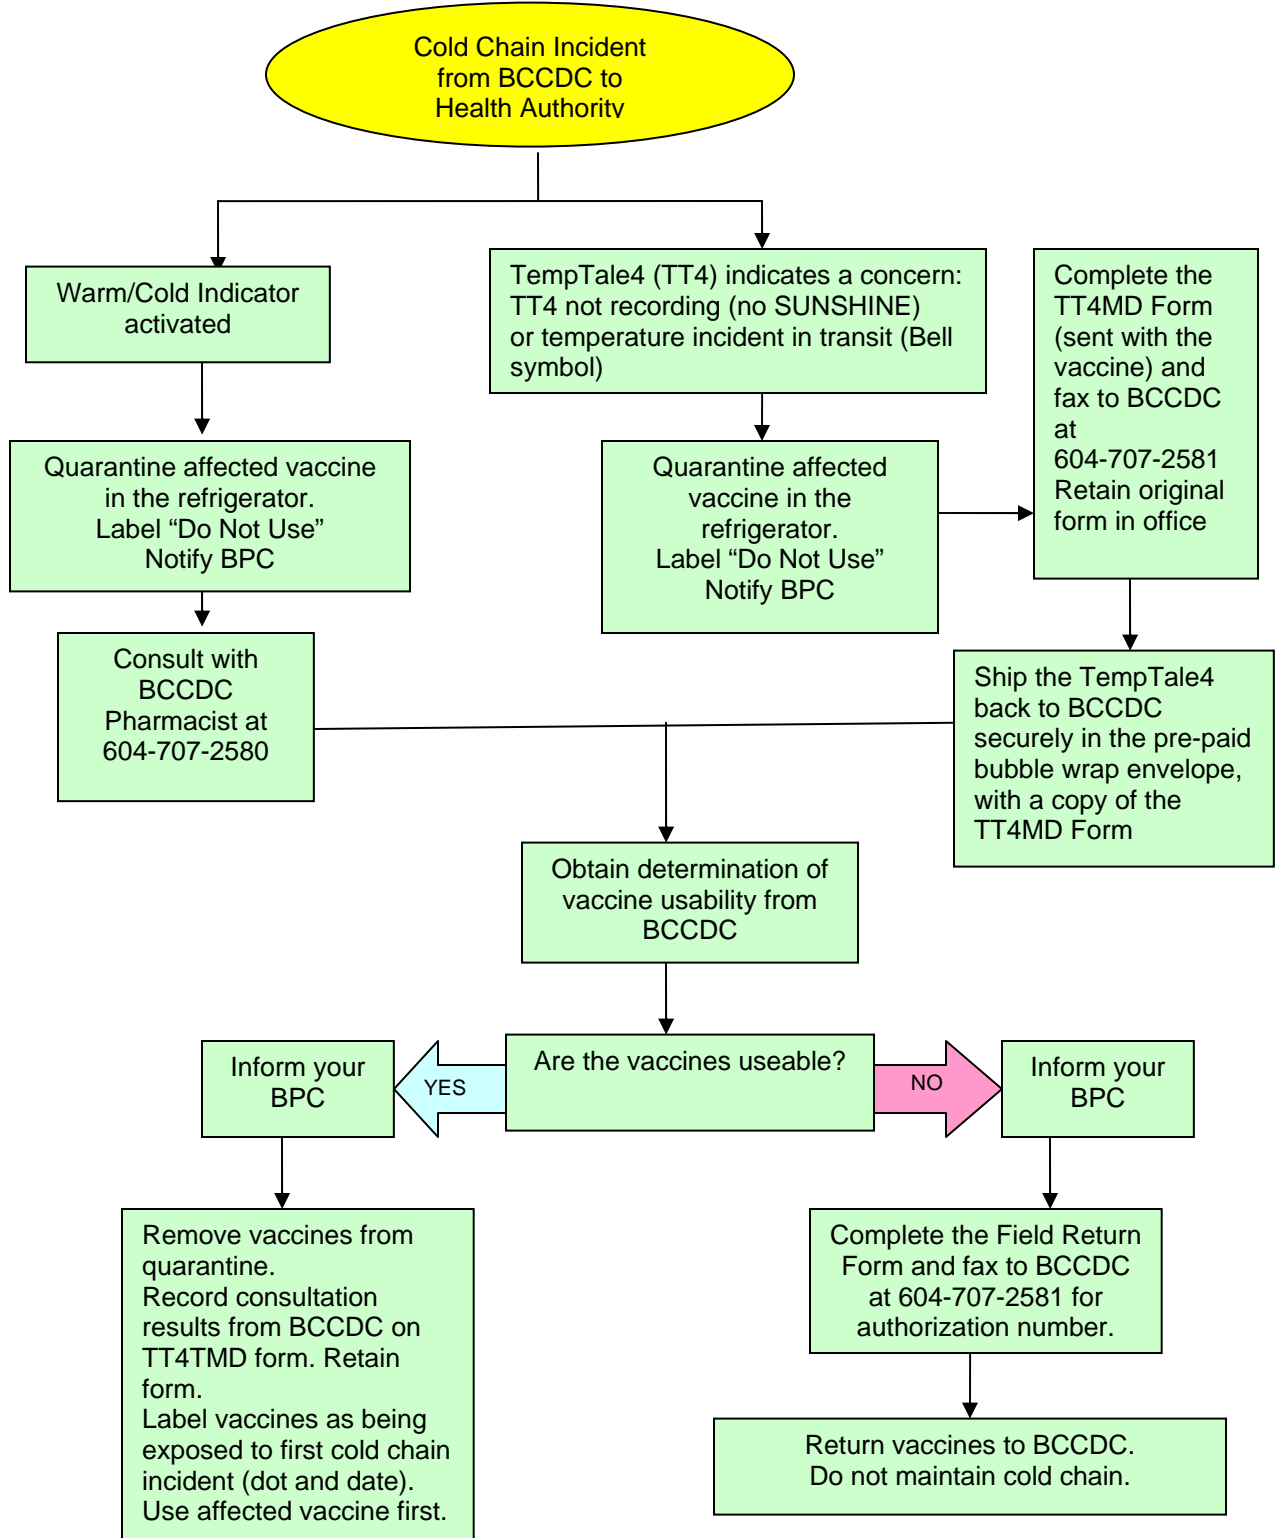 Cold Chain Incident
from BCCDC to
Health Authority
Warm/Cold Indicator
activated
TempTale4 (TT4) indicates a concern:
TT4 not recording (no SUNSHINE)
or temperature incident in transit (Bell
symbol)
Complete the
TT4MD Form
(sent with the
vaccine) and
fax to BCCDC
at
604-707-2581
Retain original
form in office
Quarantine affected vaccine
in the refrigerator.
Label “Do Not Use”
Notify BPC
Quarantine affected
vaccine in the
refrigerator.
Label “Do Not Use”
Notify BPC
Consult with
BCCDC
Pharmacist at
604-707-2580
Ship the TempTale4
back to BCCDC
securely in the pre-paid
bubble wrap envelope,
with a copy of the
TT4MD Form
Obtain determination of
vaccine usability from
BCCDC
Are the vaccines useable?
YES
NO
Inform your
BPC
Inform your
BPC
Remove vaccines from
quarantine.
Record consultation
results from BCCDC on
TT4TMD form. Retain
form.
Label vaccines as being
exposed to first cold chain
incident (dot and date).
Use affected vaccine first.
Complete the Field Return
Form and fax to BCCDC
at 604-707-2581 for
authorization number.
Return vaccines to BCCDC.
Do not maintain cold chain.